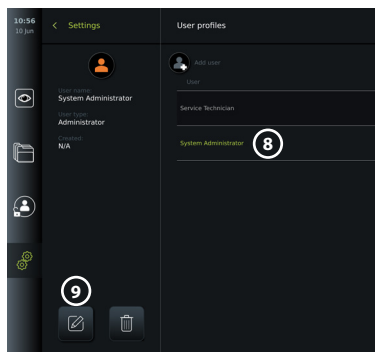 10:56
10 Jun
< Settings
User profiles
Add user
User
User name:
System Administrator
User type:
Administrator
Created:
N/A
Service Technician
System Administrator
8
9